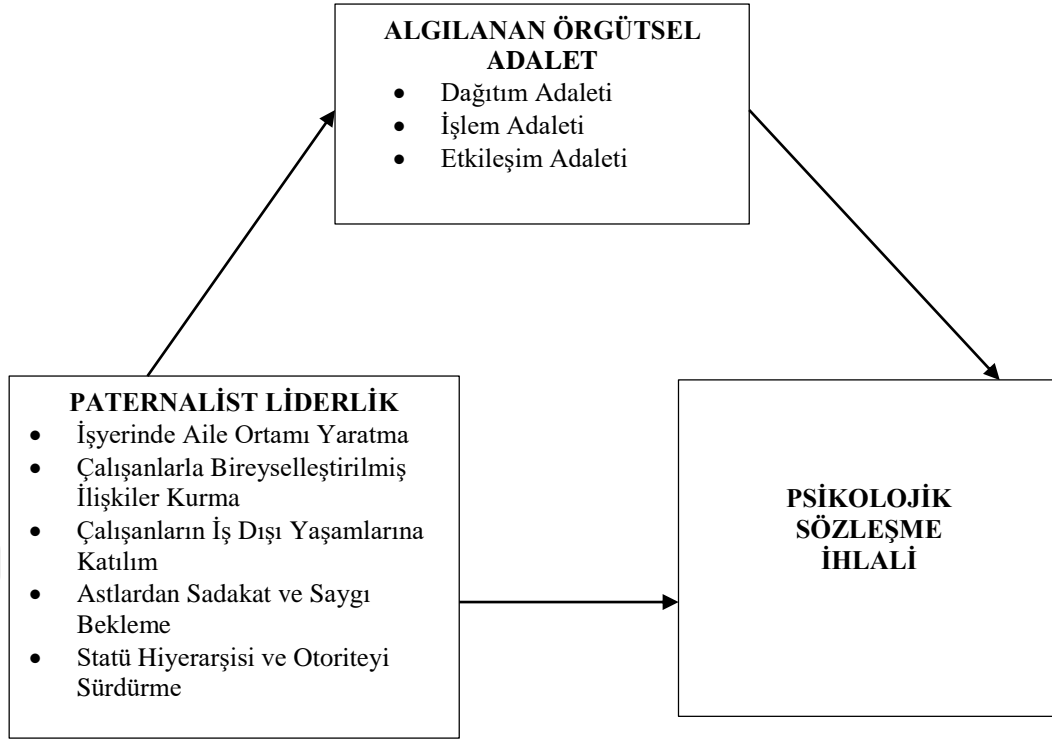 ALGILANAN ÖRGÜTSEL
ADALET
• Dağıtım Adaleti
• İşlem Adaleti
• Etkileşim Adaleti
PATERNALİST LİDERLİK
• İşyerinde Aile Ortamı Yaratma
• Çalışanlarla Bireyselleştirilmiş
İlişkiler Kurma
• Çalışanların İş Dışı Yaşamlarına
Katılım
• Astlardan Sadakat ve Saygı
Bekleme
• Statü Hiyerarşisi ve Otoriteyi
Sürdürme
PSİKOLOJİK
SÖZLEŞME
İHLALİ